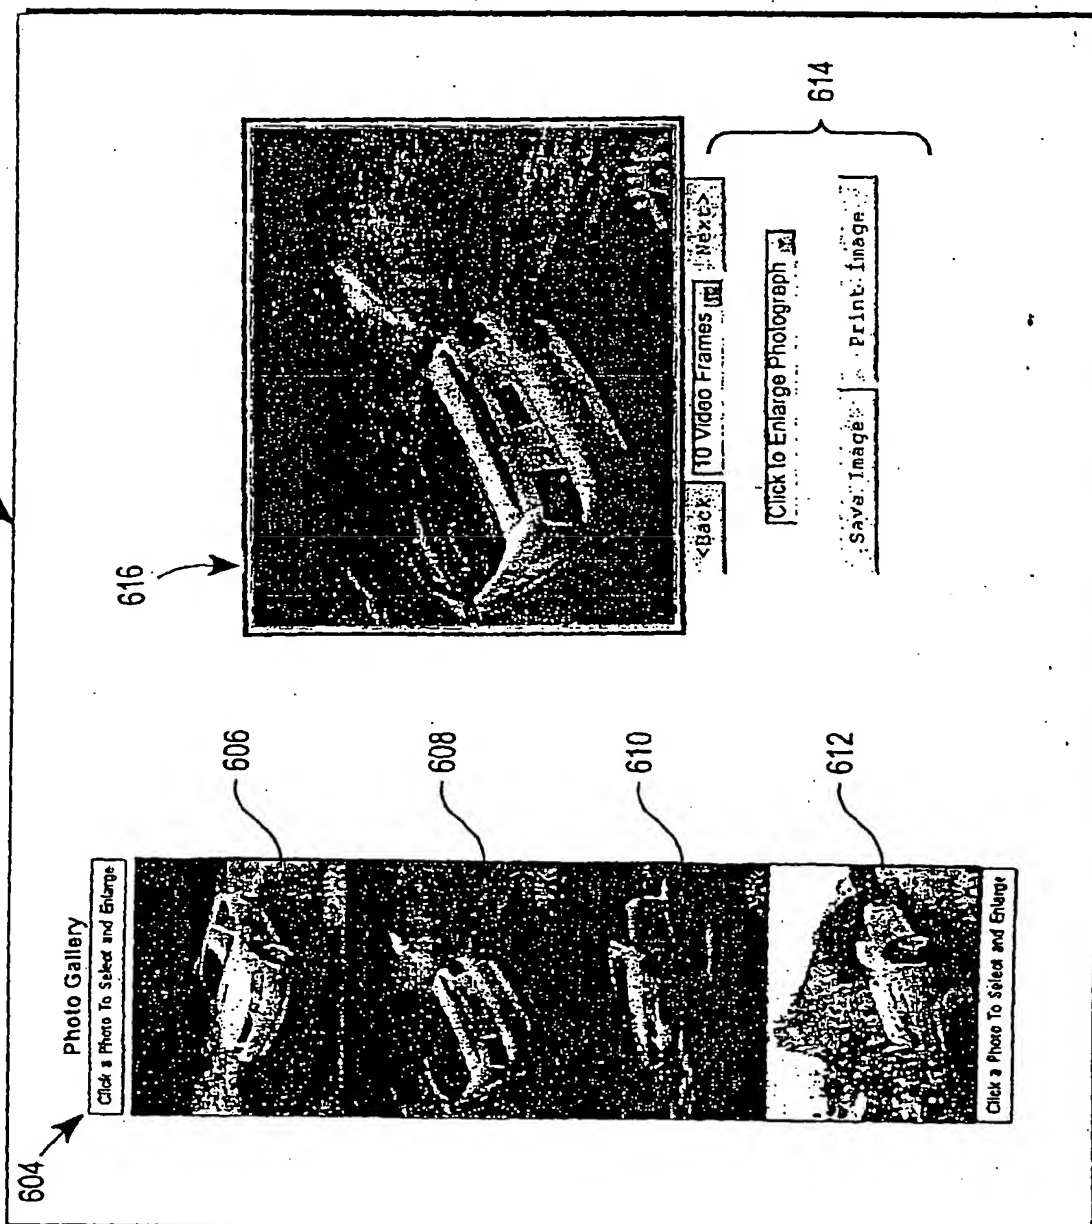 604
Photo Gallery
Click a Photo To Select and Enlarge
606
608
610
612
Click a Photo To Select and Enlarge
616
<Back
10 Video Frames
Next>
Click to Enlarge Photograph
Save Image
Print Image
614